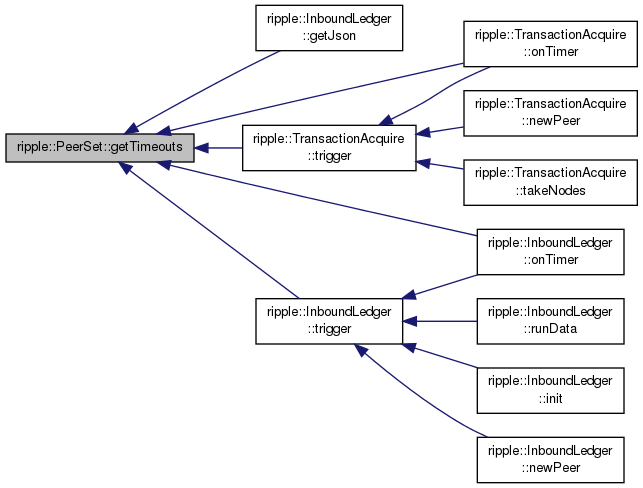 ripple::InboundLedger
::getJson
ripple::TransactionAcquire
::onTimer
ripple::TransactionAcquire
::newPeer
ripple::PeerSet::getTimeouts
ripple::TransactionAcquire
::trigger
ripple::TransactionAcquire
::takeNodes
ripple::InboundLedger
::onTimer
ripple::InboundLedger
::trigger
ripple::InboundLedger
::runData
ripple::InboundLedger
::init
ripple::InboundLedger
::newPeer